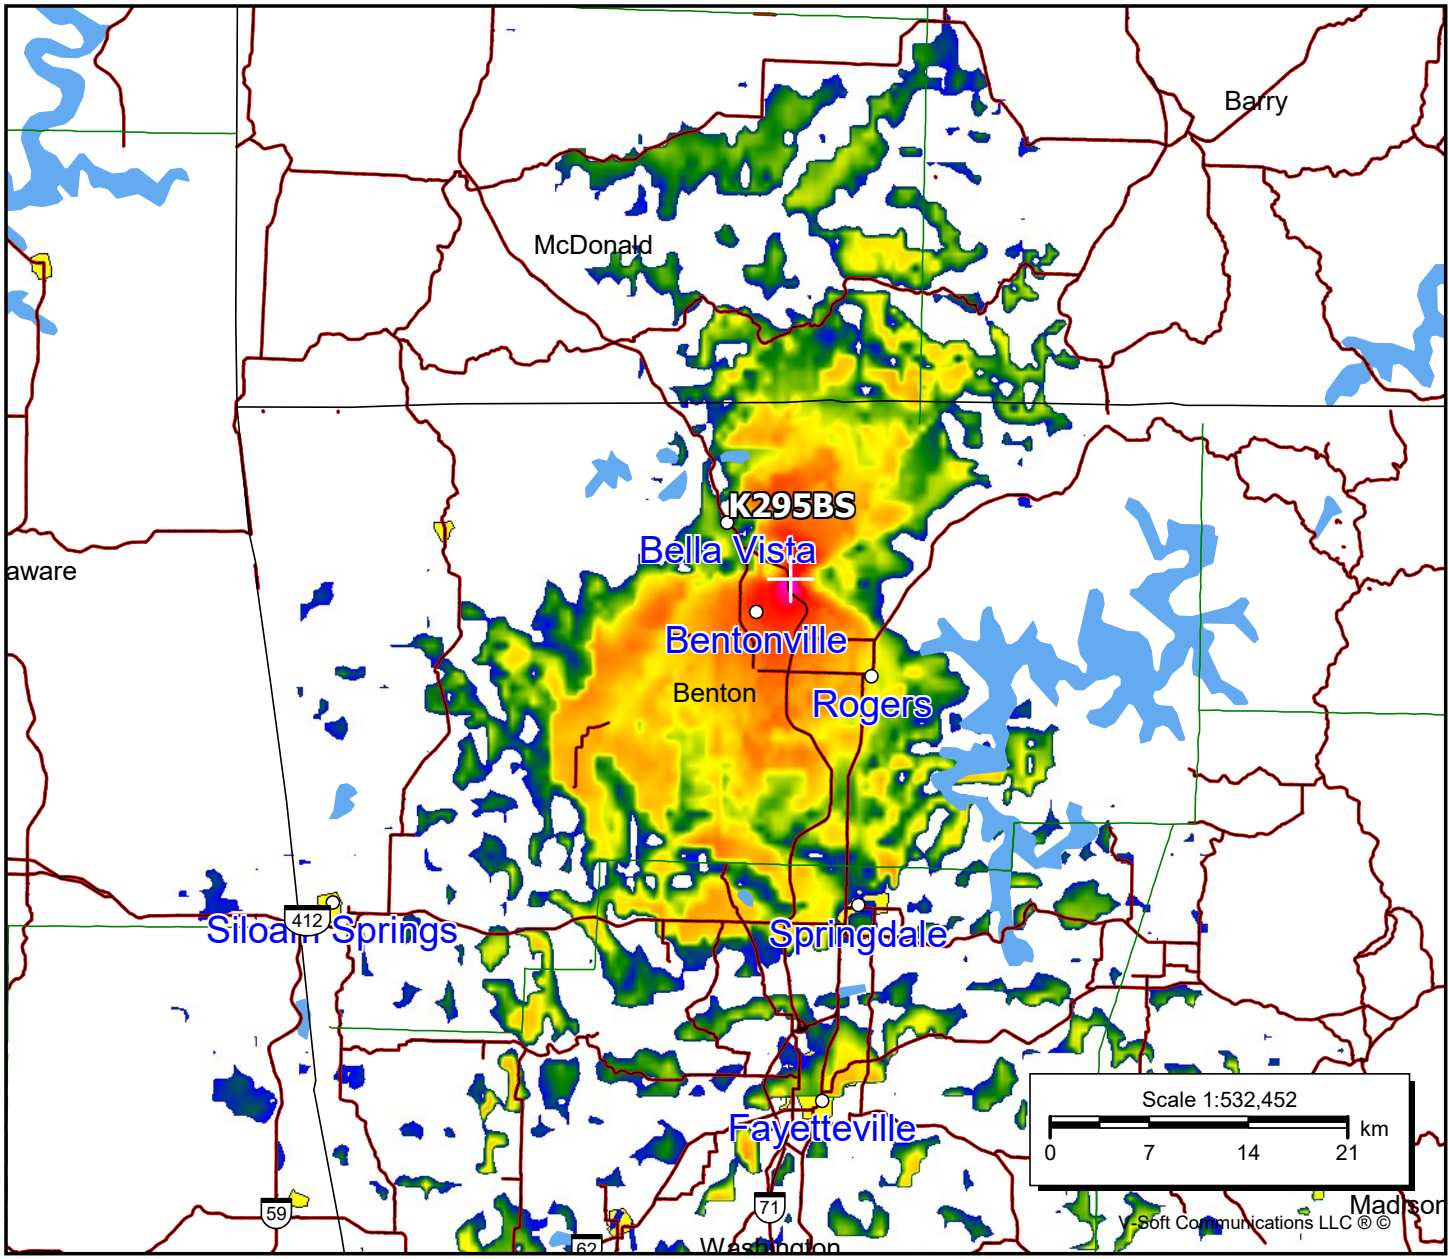 Barry
McDonald
K295BS
Bella Vista
aware
Bentonville
Benton
Rogers
412
Siloam Springs
Springdale
Scale 1:532,452
km
0 7 14 21
Fayetteville
59
71
Madison
V-Soft Communications LLC ® ©
62
Washington